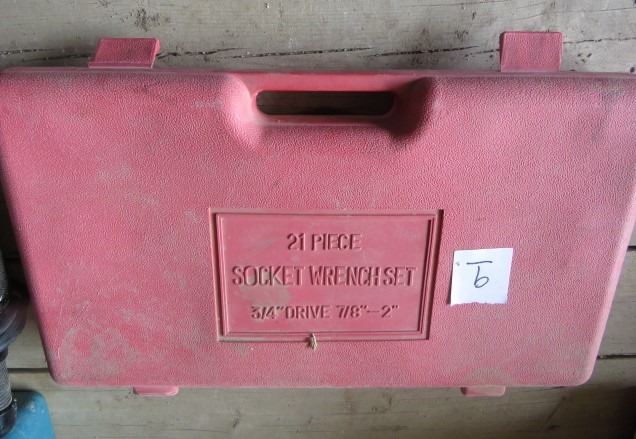 21 PIECE
SOCKET WRENCH SET
3/4" DRIVE 7/8"–2"
6